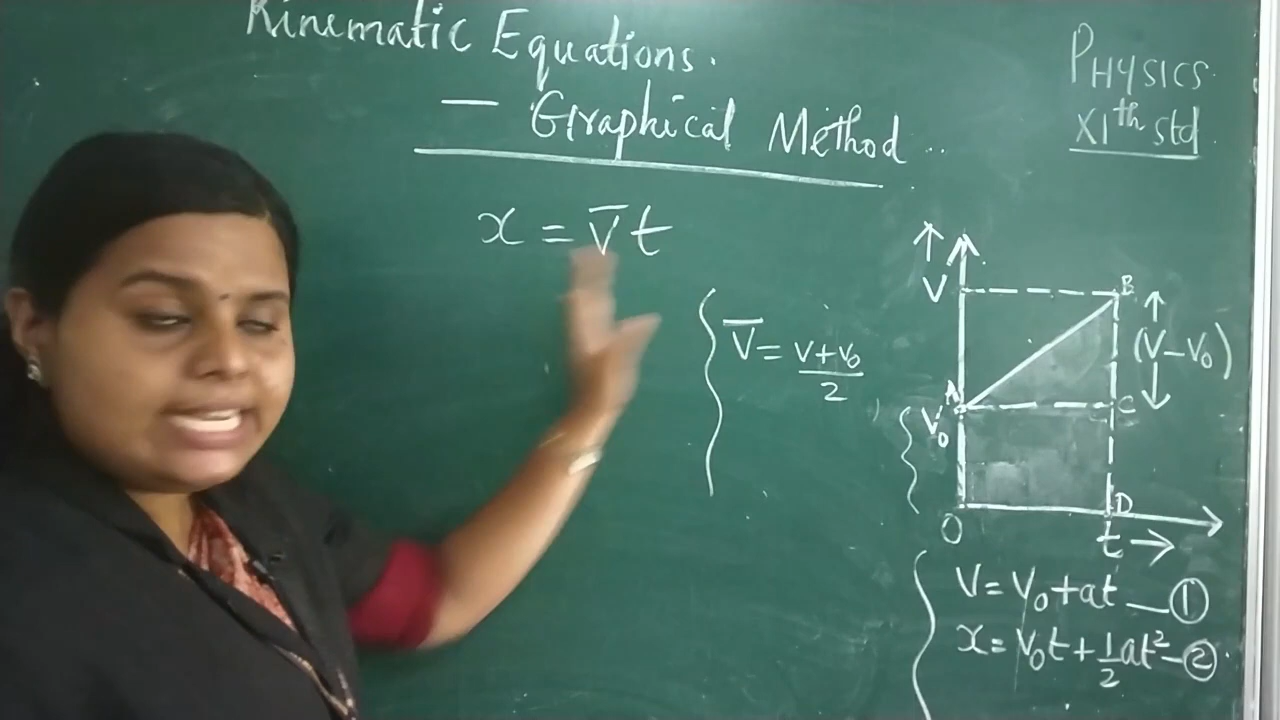 Kinematic Equations.
— Graphical Method
PHYSICS
XIth std
x = v̄ t
v̄ = v + v₀ / 2
V
B
(V – V₀)
A
C
V₀
O
D
t →
V = V₀ + at — ①
x = V₀t + ½at² – ②